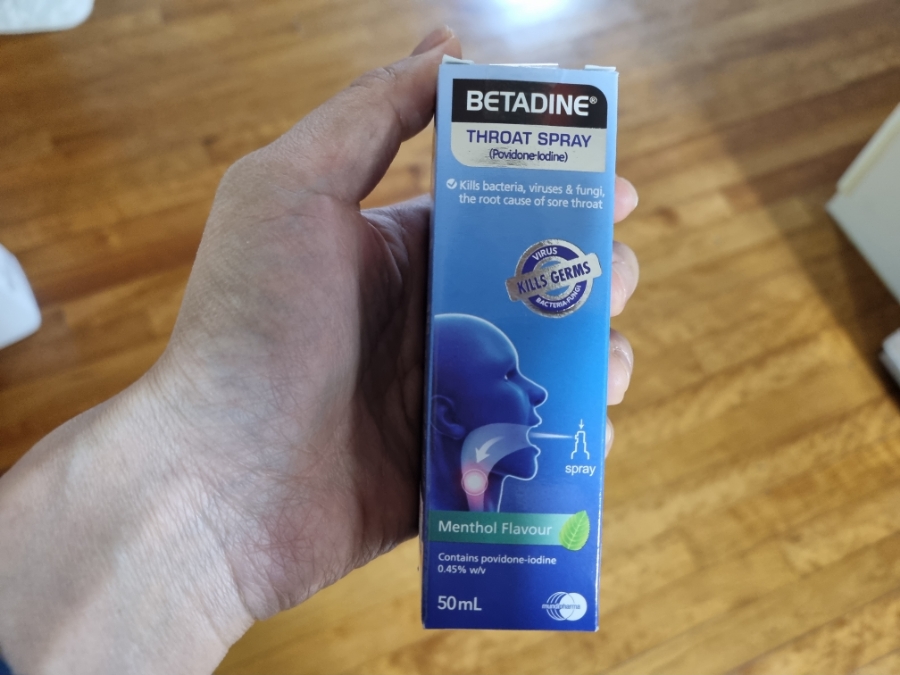 BETADINE®
THROAT SPRAY
(Povidone-Iodine)
Kills bacteria, viruses & fungi,
the root cause of sore throat
VIRUS
KILLS GERMS
BACTERIA·FUNGI
spray
Menthol Flavour
Contains povidone-iodine
0.45% w/v
50mL
mundipharma